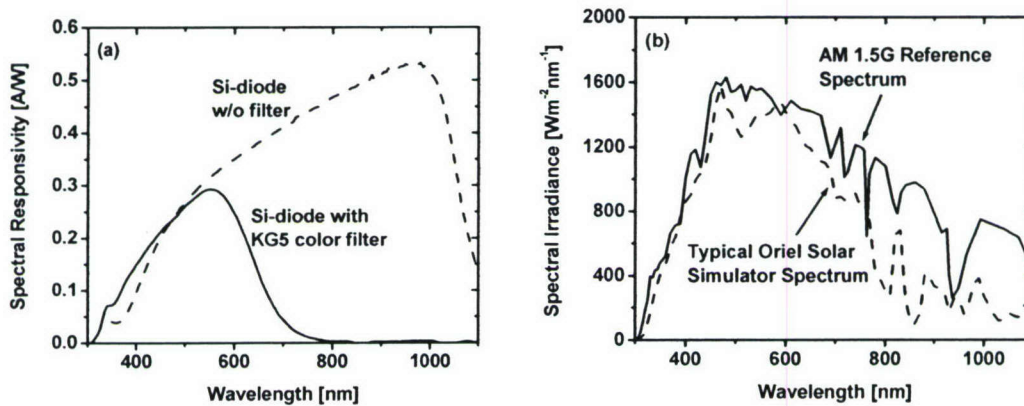 (a)
Si-diode
w/o filter
Si-diode with
KG5 color filter
0.6
0.5
0.4
0.3
0.2
0.1
0.0
400
600
800
1000
Spectral Responsivity [A/W]
Wavelength [nm]
(b)
AM 1.5G Reference
Spectrum
Typical Oriel Solar
Simulator Spectrum
2000
1600
1200
800
400
0
400
600
800
1000
Spectral Irradiance [Wm⁻²nm⁻¹]
Wavelength [nm]